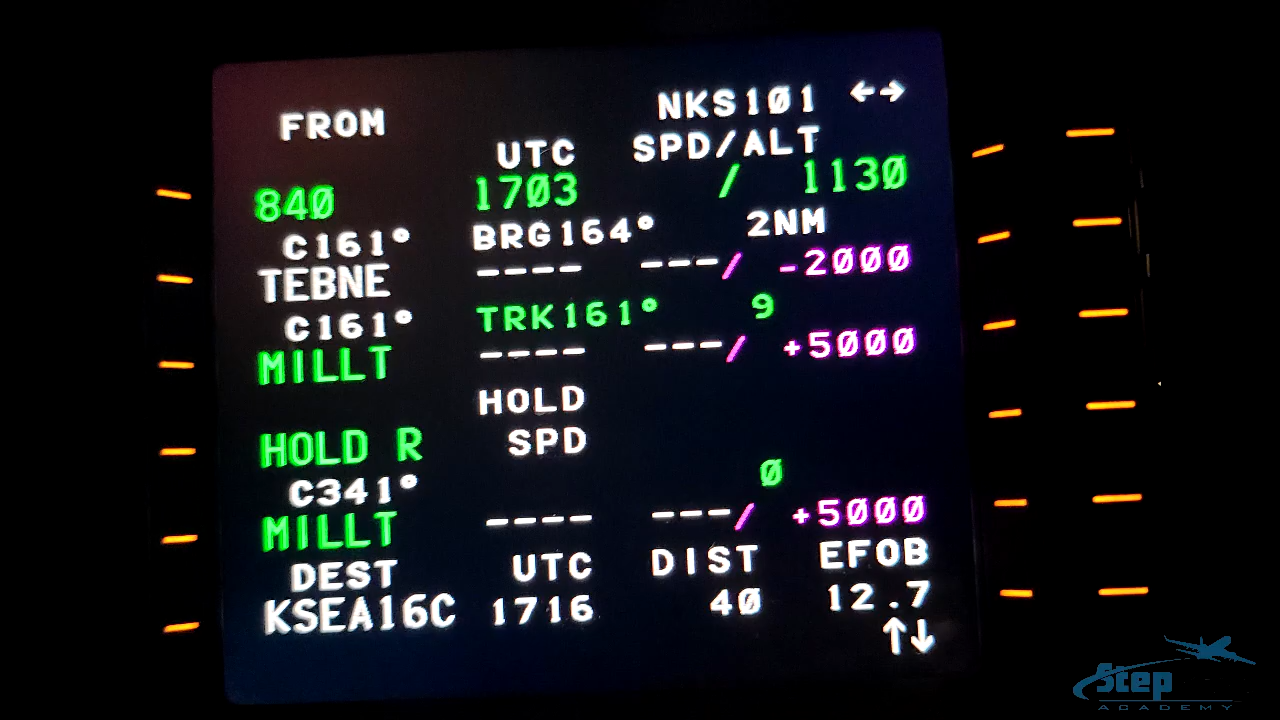 FROM NKS101 ←→
UTC SPD/ALT
840 1703 / 1130
C161° BRG164° 2NM
TEBNE ---- ---/ -2000
C161° TRK161° 9
MILLT ---- ---/ +5000
HOLD
HOLD R SPD
C341° 0
MILLT ---- ---/ +5000
DEST UTC DIST EFOB
KSEA16C 1716 40 12.7
↑↓
Step
ACADEMY